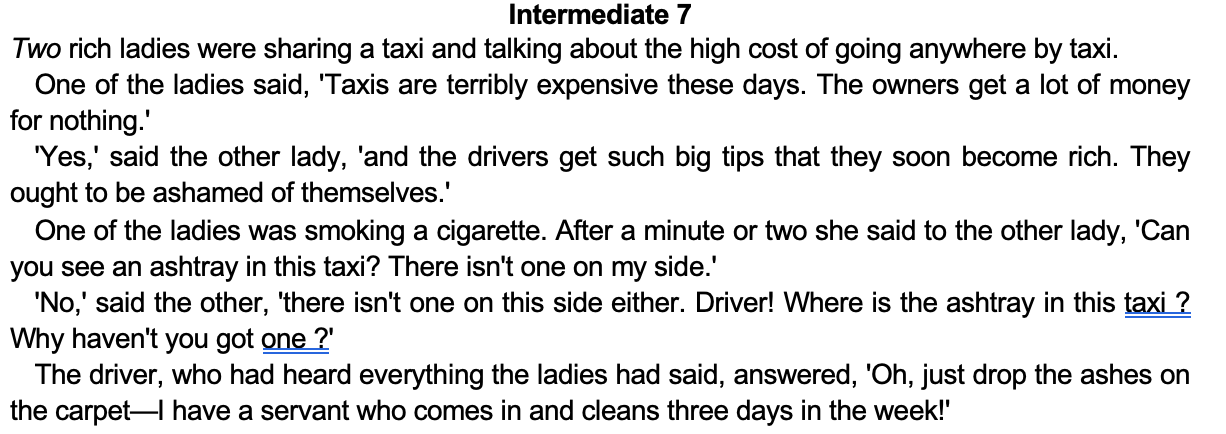 Intermediate 7
Two rich ladies were sharing a taxi and talking about the high cost of going anywhere by taxi.
One of the ladies said, 'Taxis are terribly expensive these days. The owners get a lot of money
for nothing.'
'Yes,' said the other lady, 'and the drivers get such big tips that they soon become rich. They
ought to be ashamed of themselves.'
One of the ladies was smoking a cigarette. After a minute or two she said to the other lady, 'Can
you see an ashtray in this taxi? There isn't one on my side.'
'No,' said the other, 'there isn't one on this side either. Driver! Where is the ashtray in this taxi ?
Why haven't you got one ?'
The driver, who had heard everything the ladies had said, answered, 'Oh, just drop the ashes on
the carpet—I have a servant who comes in and cleans three days in the week!'